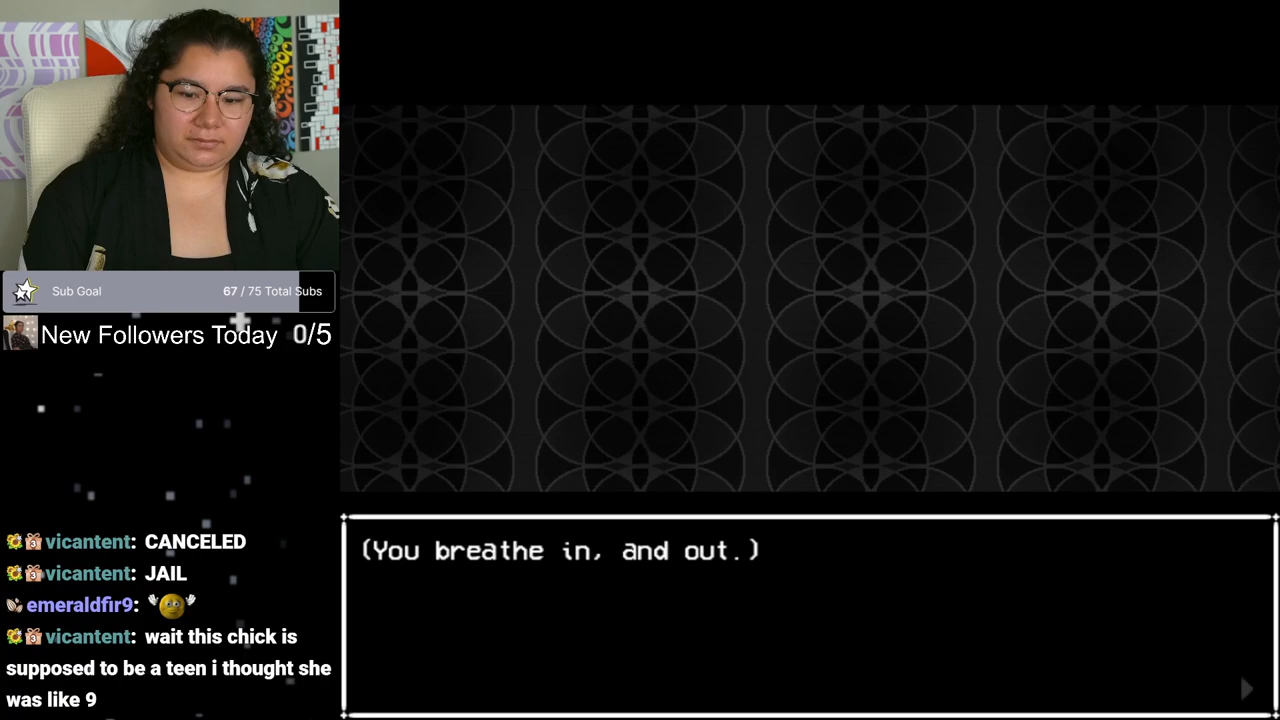 Sub Goal 67 / 75 Total Subs
New Followers Today 0/5
vicantent: CANCELED
vicantent: JAIL
emeraldfir9:
vicantent: wait this chick is
supposed to be a teen i thought she
was like 9
(You breathe in, and out.)